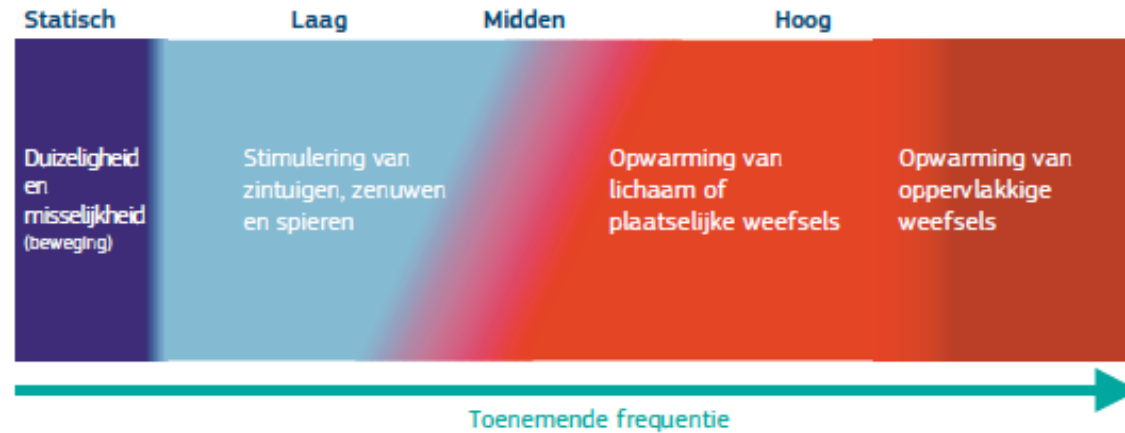 Statisch Laag Midden Hoog
Duizeligheid
en
misselijkheid
(beweging)
Stimulering van
zintuigen, zenuwen
en spieren
Opwarming van
lichaam of
plaatselijke weefsels
Opwarming van
oppervlakkige
weefsels
Toenemende frequentie